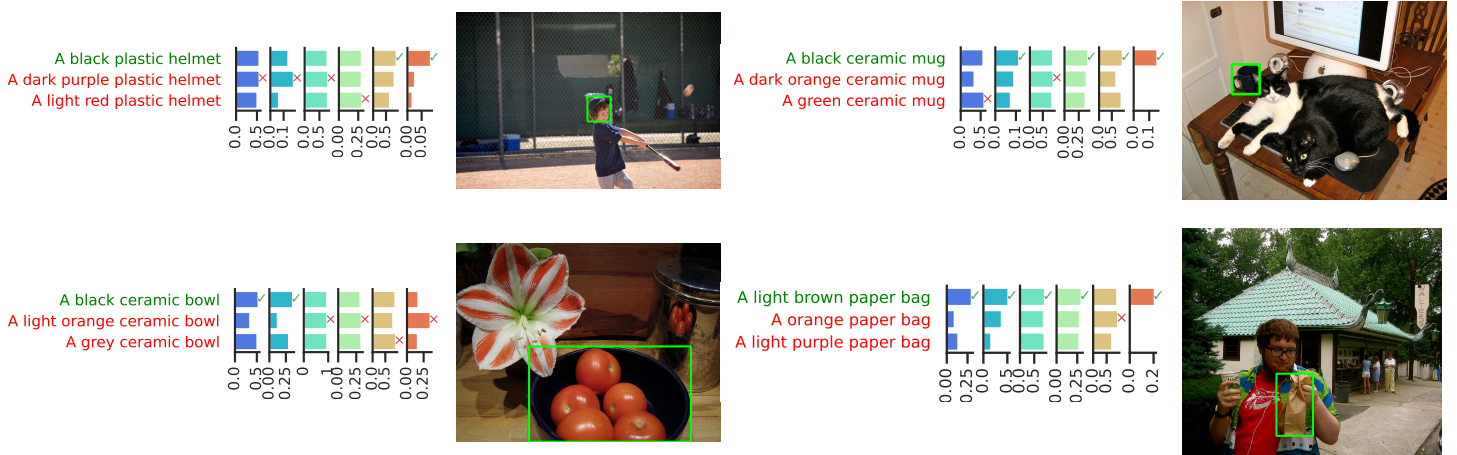 A black plastic helmet
A dark purple plastic helmet
A light red plastic helmet
0.0 0.5 0.0 0.1 0.0 0.5 0.00 0.25 0.0 0.5 0.00 0.05
A black ceramic mug
A dark orange ceramic mug
A green ceramic mug
0.0 0.5 0.0 0.1 0.0 0.5 0.00 0.25 0.0 0.5 0.0 0.1
A black ceramic bowl
A light orange ceramic bowl
A grey ceramic bowl
0.0 0.5 0.00 0.25 0 1 0.00 0.25 0.0 0.5 0.00 0.25
A light brown paper bag
A orange paper bag
A light purple paper bag
0.00 0.25 0.0 0.5 0.0 0.5 0.00 0.25 0.0 0.5 0.0 0.2